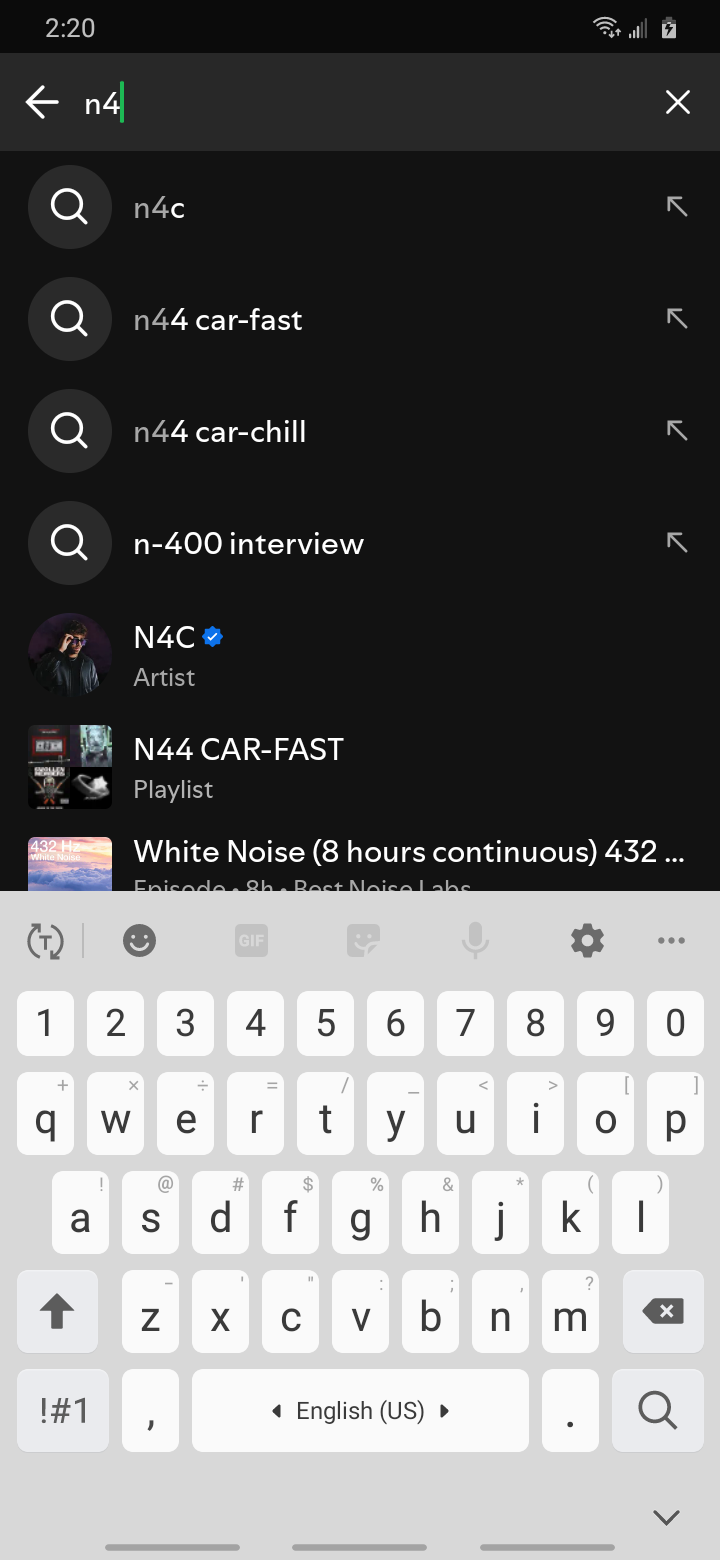 2:20
n4
n4c
n44 car-fast
n44 car-chill
n-400 interview
N4C
Artist
N44 CAR-FAST
Playlist
432 Hz
White Noise
White Noise (8 hours continuous) 432 ...
Episode • 8h • Best Noise Labs
T
GIF
1 2 3 4 5 6 7 8 9 0
+ × ÷ = / _ < > [ ]
q w e r t y u i o p
! @ # $ % & * ( )
a s d f g h j k l
- ' " : ; , ?
z x c v b n m
!#1 , English (US) .